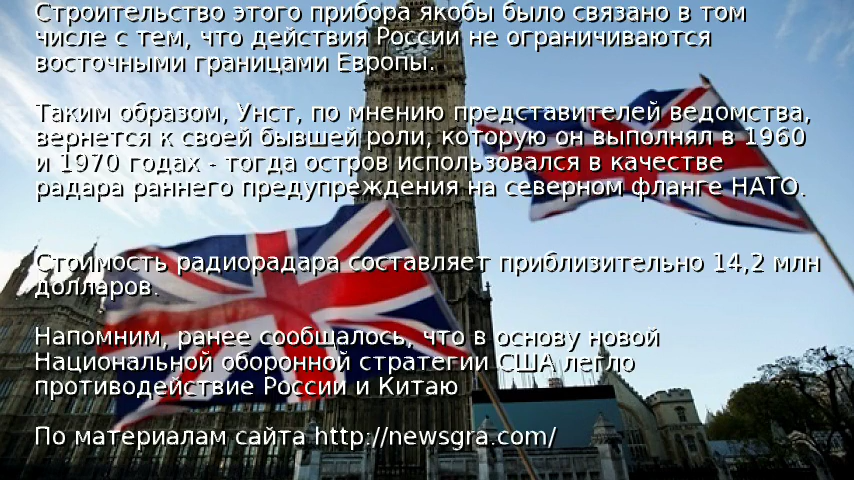 Строительство этого прибора якобы было связано в том
числе с тем, что действия России не ограничиваются
восточными границами Европы.
Таким образом, Унст, по мнению представителей ведомства,
вернется к своей бывшей роли, которую он выполнял в 1960
и 1970 годах - тогда остров использовался в качестве
радара раннего предупреждения на северном фланге НАТО.
Стоимость радиорадара составляет приблизительно 14,2 млн
долларов.
Напомним, ранее сообщалось, что в основу новой
Национальной оборонной стратегии США легло
противодействие России и Китаю
По материалам сайта http://newsgra.com/